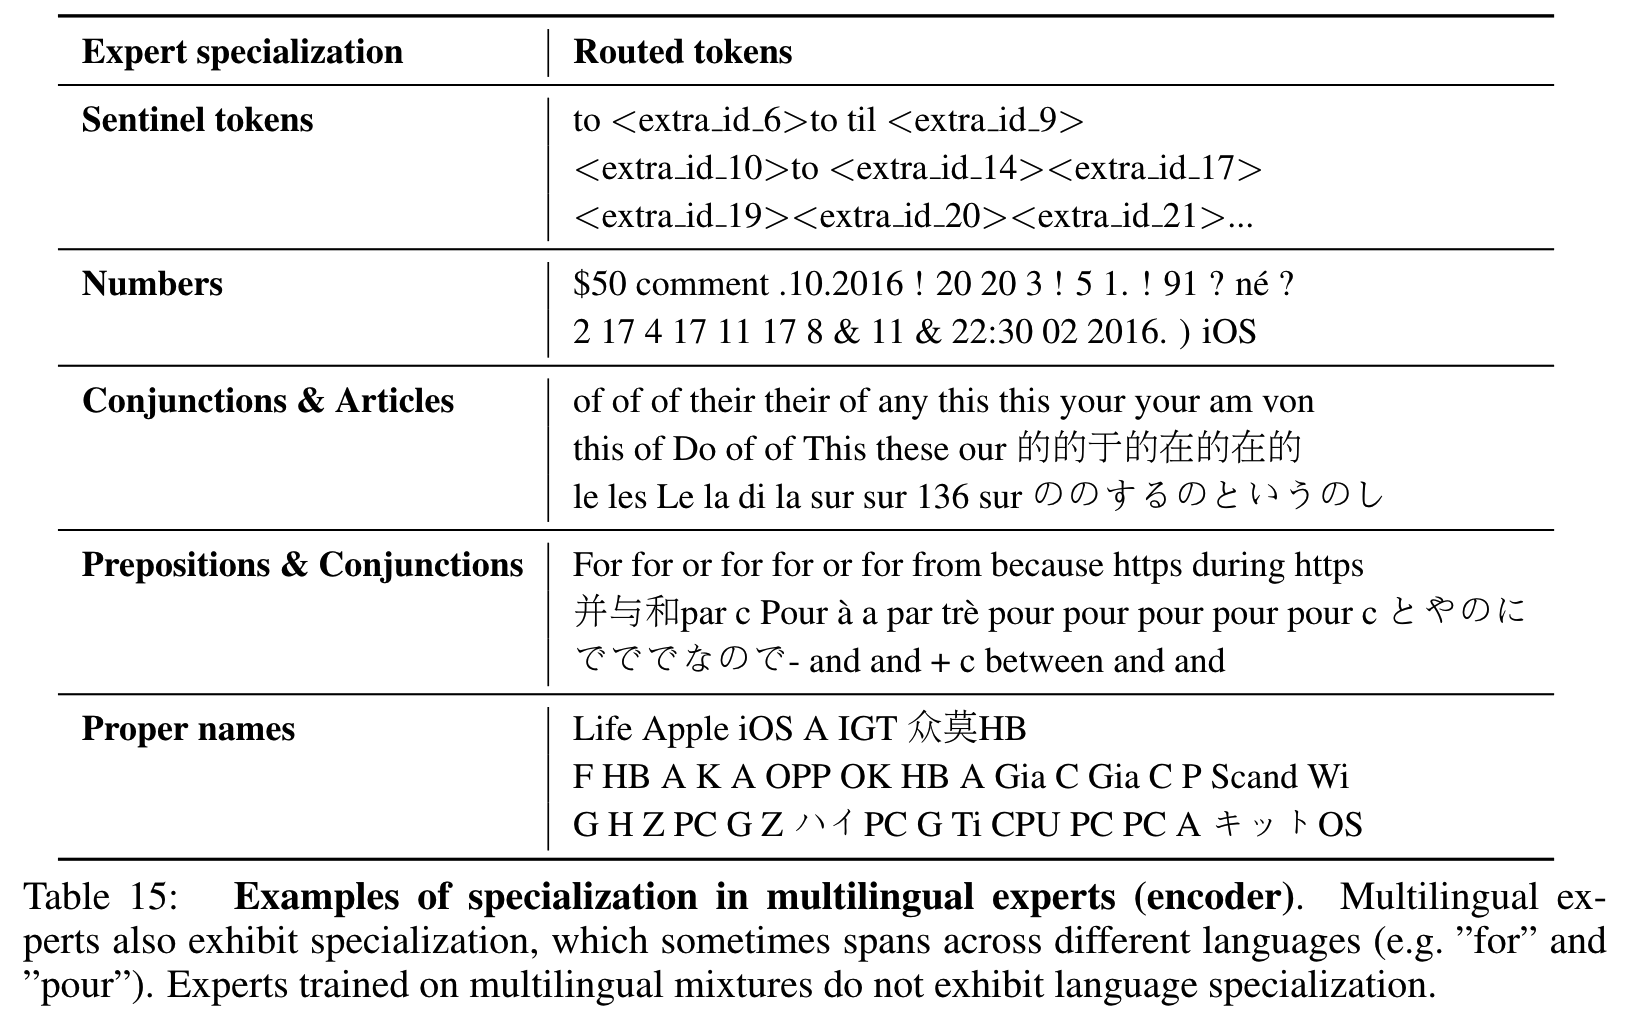 Expert specialization Routed tokens
Sentinel tokens to <extra_id_6>to til <extra_id_9>
<extra_id_10>to <extra_id_14><extra_id_17>
<extra_id_19><extra_id_20><extra_id_21>...
Numbers $50 comment .10.2016 ! 20 20 3 ! 5 1. ! 91 ? né ?
2 17 4 17 11 17 8 & 11 & 22:30 02 2016. ) iOS
Conjunctions & Articles of of of their their of any this this your your am von
this of Do of of This these our 的的于的在的在的
le les Le la di la sur sur 136 sur ののするのというのし
Prepositions & Conjunctions For for or for for or for from because https during https
并与和par c Pour à a par trè pour pour pour pour pour c とやのに
でででなので- and and + c between and and
Proper names Life Apple iOS A IGT 众莫HB
F HB A K A OPP OK HB A Gia C Gia C P Scand Wi
G H Z PC G Z ハイPC G Ti CPU PC PC A キットOS
Table 15: Examples of specialization in multilingual experts (encoder). Multilingual ex-
perts also exhibit specialization, which sometimes spans across different languages (e.g. ”for” and
”pour”). Experts trained on multilingual mixtures do not exhibit language specialization.